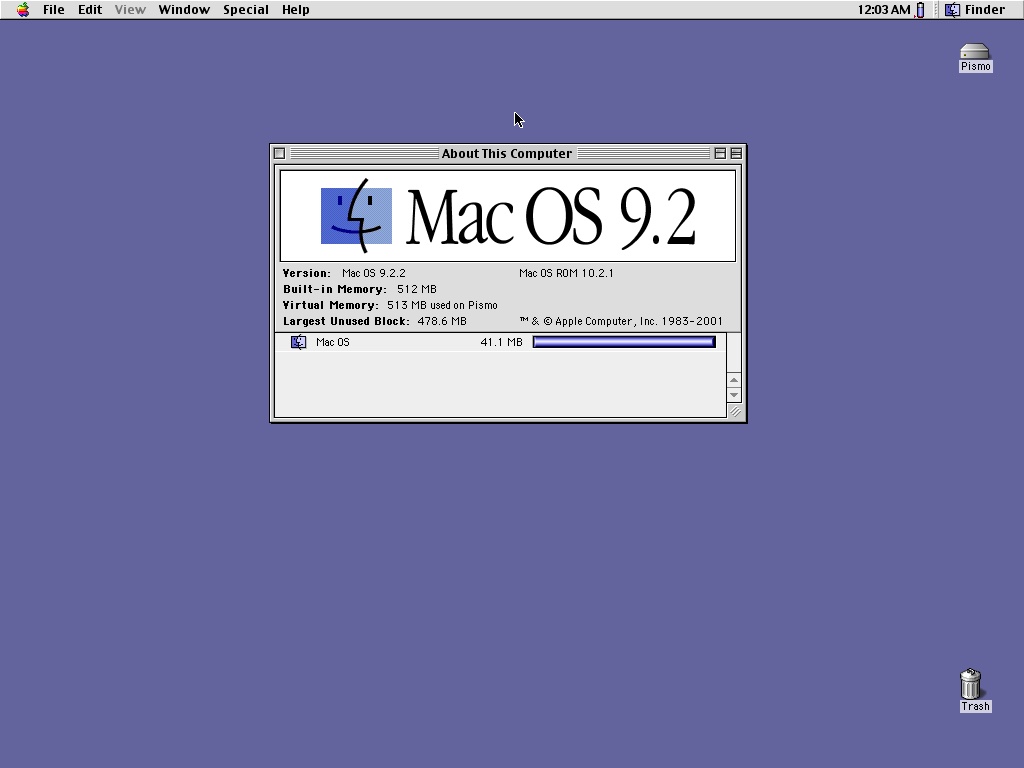 File Edit View Window Special Help 12:03 AM Finder
Pismo
About This Computer
Mac OS 9.2
Version: Mac OS 9.2.2 Mac OS ROM 10.2.1
Built-in Memory: 512 MB
Virtual Memory: 513 MB used on Pismo
Largest Unused Block: 478.6 MB ™ & © Apple Computer, Inc. 1983-2001
Mac OS 41.1 MB
Trash